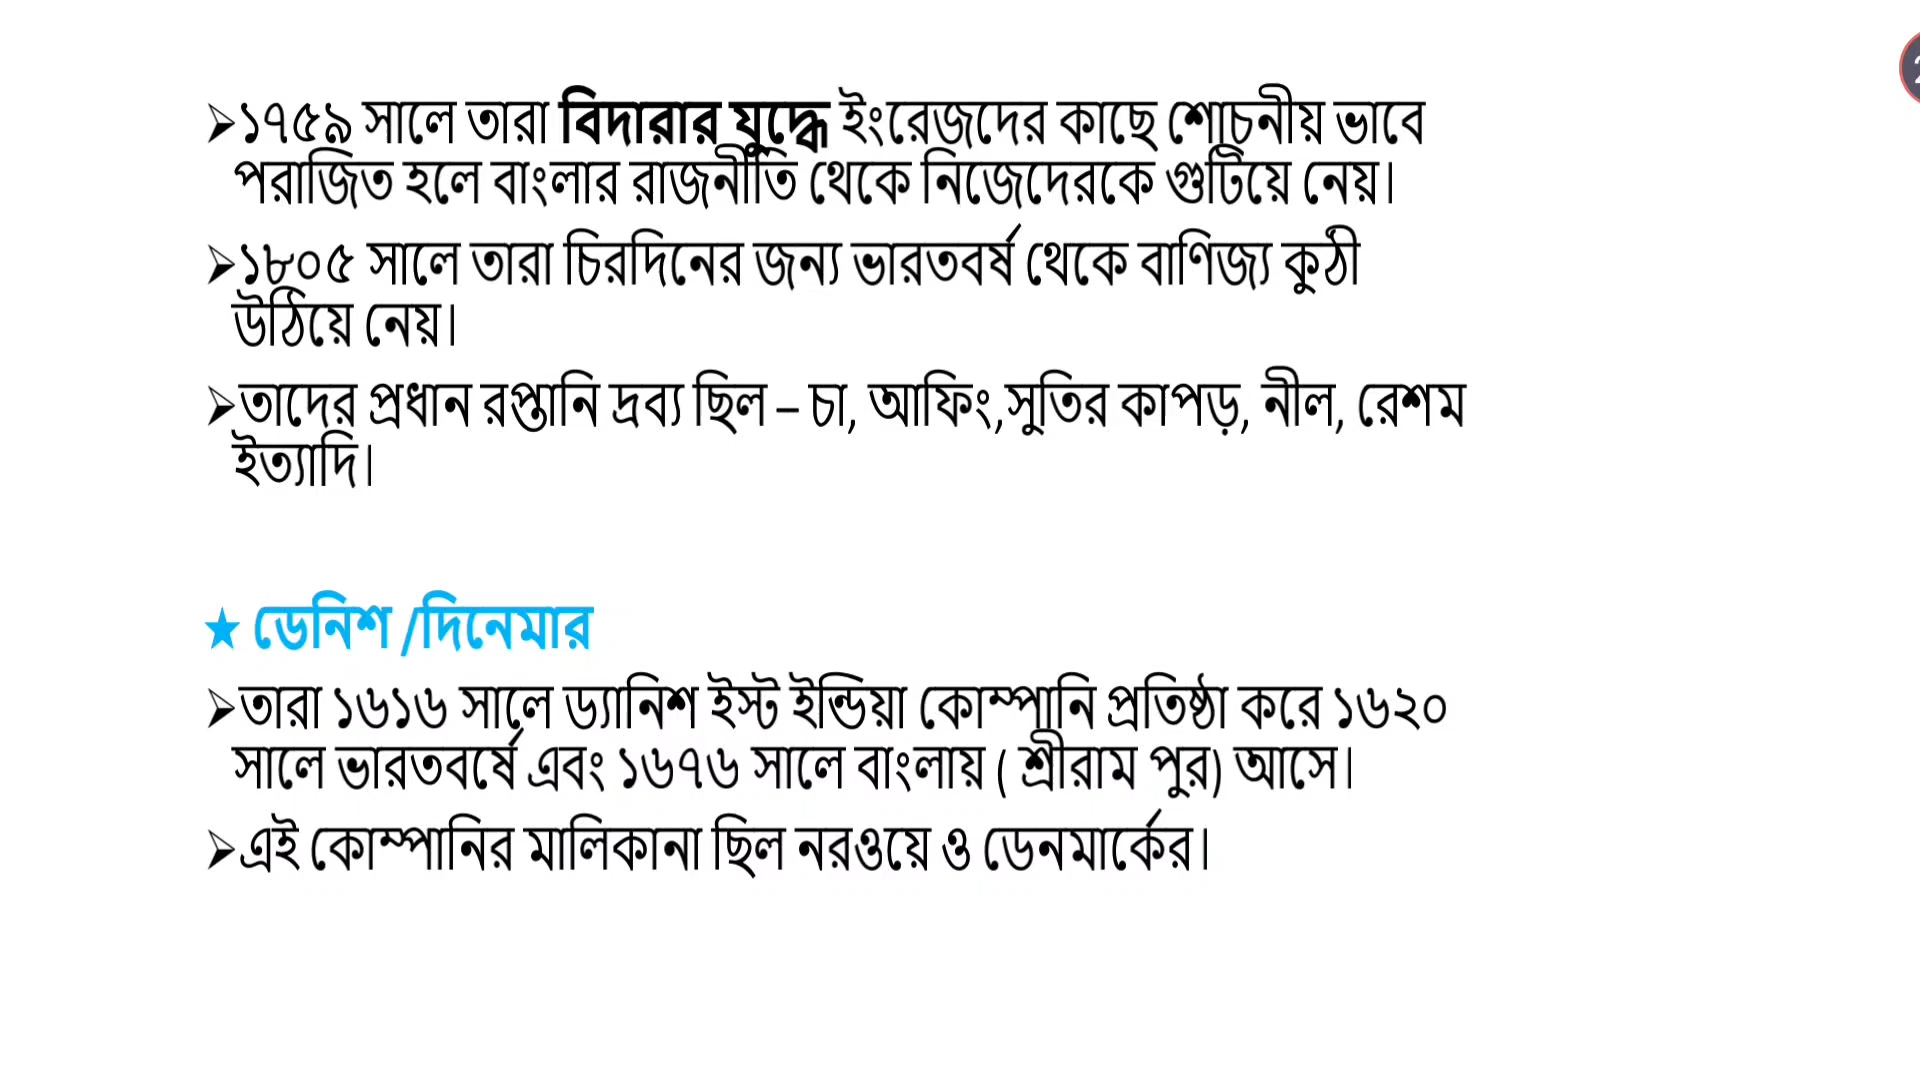 ➢১৭৫৯ সালে তারা বিদারার যুদ্ধে ইংরেজদের কাছে শোচনীয় ভাবে
পরাজিত হলে বাংলার রাজনীতি থেকে নিজেদেরকে গুটিয়ে নেয়।
➢১৮০৫ সালে তারা চিরদিনের জন্য ভারতবর্ষ থেকে বাণিজ্য কুঠী
উঠিয়ে নেয়।
➢তাদের প্রধান রপ্তানি দ্রব্য ছিল – চা, আফিং,সুতির কাপড়, নীল, রেশম
ইত্যাদি।
★ ডেনিশ /দিনেমার
➢তারা ১৬১৬ সালে ড্যানিশ ইস্ট ইন্ডিয়া কোম্পানি প্রতিষ্ঠা করে ১৬২০
সালে ভারতবর্ষে এবং ১৬৭৬ সালে বাংলায় ( শ্রীরাম পুর) আসে।
➢এই কোম্পানির মালিকানা ছিল নরওয়ে ও ডেনমার্কের।